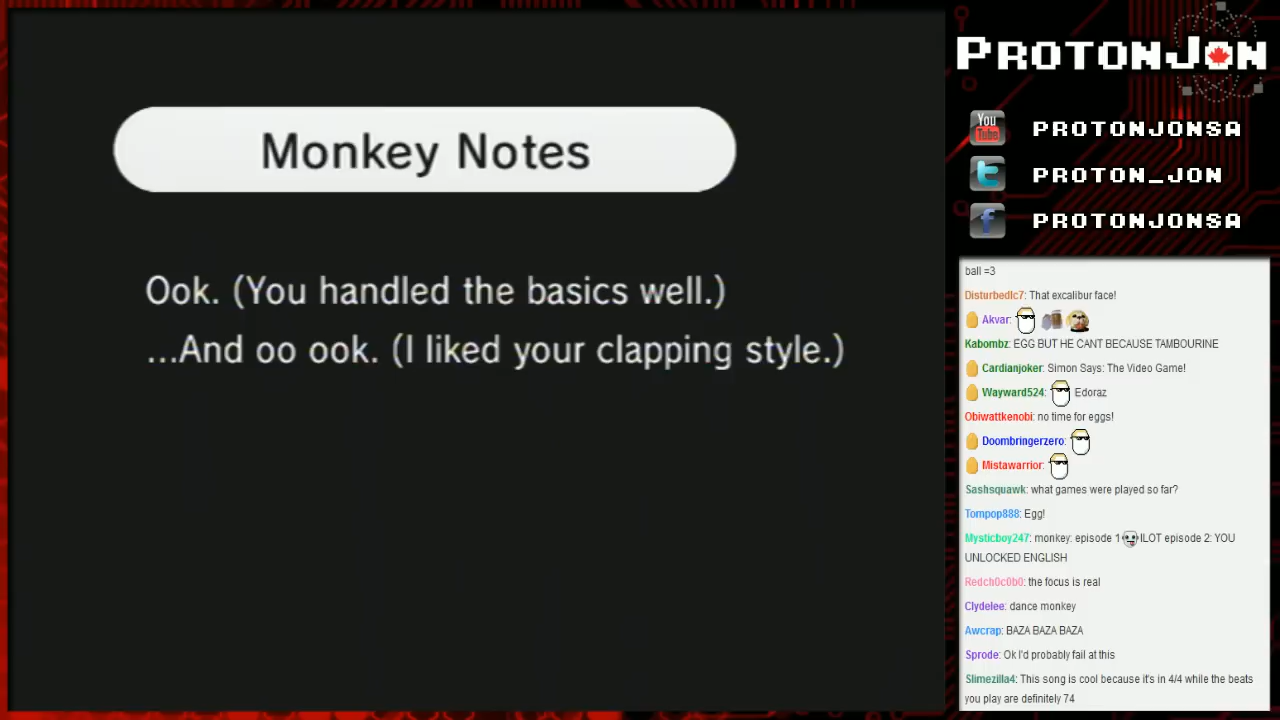 Monkey Notes
Ook. (You handled the basics well.)
...And oo ook. (I liked your clapping style.)
PROTONJON
You
Tube
PROTONJONSA
PROTON_JON
PROTONJONSA
ball =3
Disturbedlc7: That excalibur face!
Akvar:
Kabombz: EGG BUT HE CANT BECAUSE TAMBOURINE
Cardianjoker: Simon Says: The Video Game!
Wayward524: Edoraz
Obiwattkenobi: no time for eggs!
Doombringerzero:
Mistawarrior:
Sashsquawk: what games were played so far?
Tompop888: Egg!
Mysticboy247: monkey: episode 1 ILOT episode 2: YOU
UNLOCKED ENGLISH
Redch0c0b0: the focus is real
Clydelee: dance monkey
Awcrap: BAZA BAZA BAZA
Sprode: Ok I'd probably fail at this
Slimezilla4: This song is cool because it's in 4/4 while the beats
you play are definitely 74